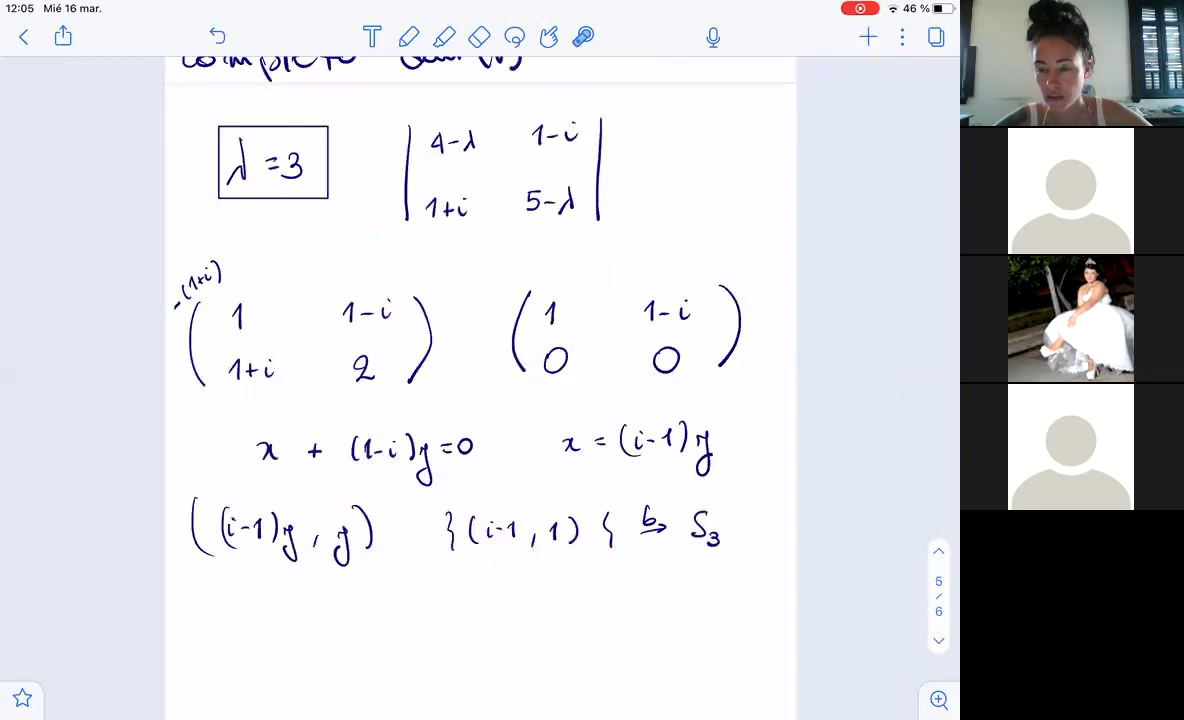 12:05 Mié 16 mar.
46 %
λ = 3
4-λ 1-i
1+i 5-λ
-(1+i)
1 1-i
1+i 2
1 1-i
0 0
x + (1-i)y = 0 x = (i-1)y
((i-1)y, y) {(i-1, 1)} b→ S₃
5
/
6